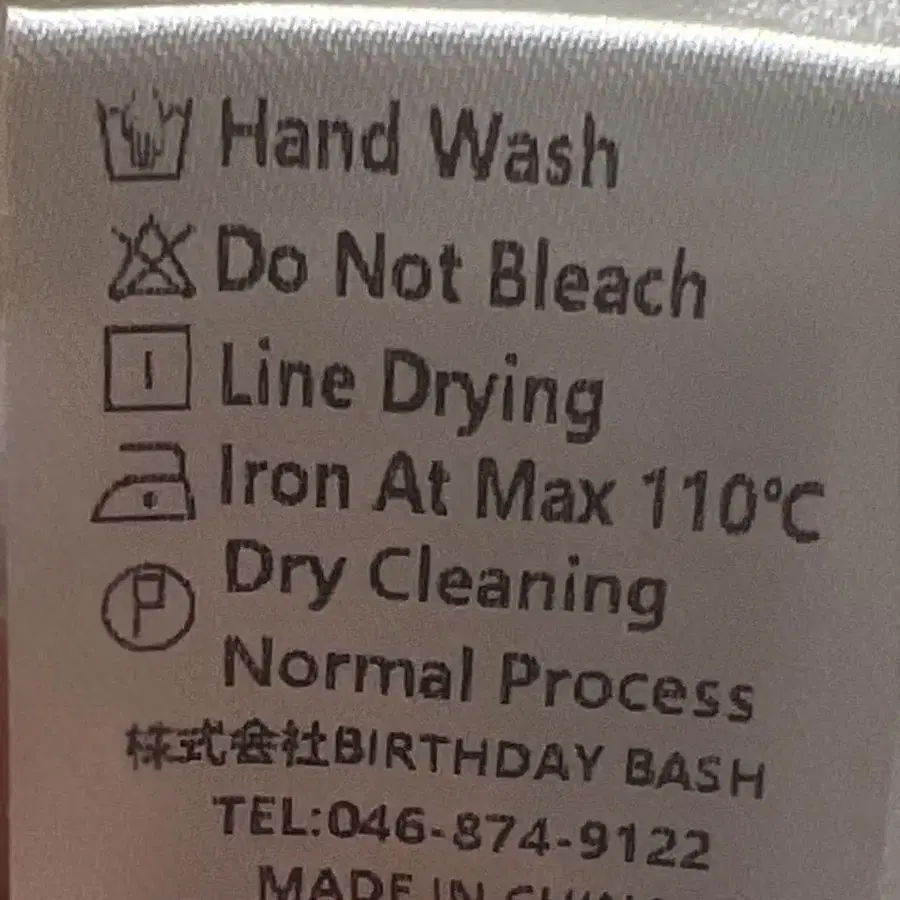 Hand Wash
Do Not Bleach
Line Drying
Iron At Max 110℃
P Dry Cleaning
Normal Process
株式会社BIRTHDAY BASH
TEL:046-874-9122
MADE IN CHINA